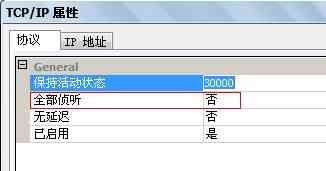 TCP/IP 属性
协议 IP 地址
General
保持活动状态 30000
全部侦听 否
无延迟 否
已启用 是